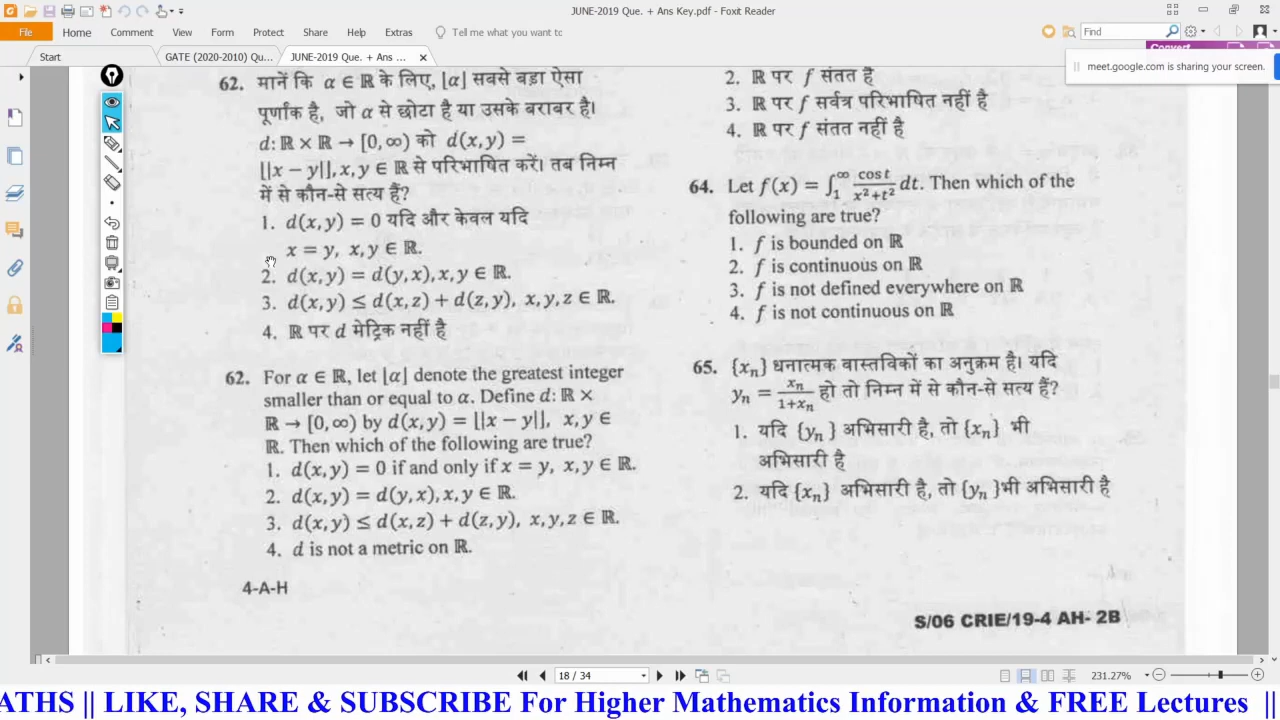 JUNE-2019 Que. + Ans Key.pdf - Foxit Reader
File Home Comment View Form Protect Share Help Extras Tell me what you want tc Find
Start GATE (2020-2010) Qu... JUNE-2019 Que. + Ans ...
Convert
meet.google.com is sharing your screen.
62. मानें कि α ∈ ℝ के लिए, ⌊α⌋ सबसे बड़ा ऐसा
पूर्णांक है, जो α से छोटा है या उसके बराबर है।
d: ℝ × ℝ → [0, ∞) को d(x, y) =
⌊|x − y|⌋, x, y ∈ ℝ से परिभाषित करें। तब निम्न
में से कौन-से सत्य हैं?
1. d(x, y) = 0 यदि और केवल यदि
x = y, x, y ∈ ℝ.
2. d(x, y) = d(y, x), x, y ∈ ℝ.
3. d(x, y) ≤ d(x, z) + d(z, y), x, y, z ∈ ℝ.
4. ℝ पर d मेट्रिक नहीं है
62. For α ∈ ℝ, let ⌊α⌋ denote the greatest integer
smaller than or equal to α. Define d: ℝ ×
ℝ → [0, ∞) by d(x, y) = ⌊|x − y|⌋, x, y ∈
ℝ. Then which of the following are true?
1. d(x, y) = 0 if and only if x = y, x, y ∈ ℝ.
2. d(x, y) = d(y, x), x, y ∈ ℝ.
3. d(x, y) ≤ d(x, z) + d(z, y), x, y, z ∈ ℝ.
4. d is not a metric on ℝ.
4-A-H
2. ℝ पर f संतत है
3. ℝ पर f सर्वत्र परिभाषित नहीं है
4. ℝ पर f संतत नहीं है
64. Let f(x) = ∫₁^∞ cos t / (x² + t²) dt. Then which of the
following are true?
1. f is bounded on ℝ
2. f is continuous on ℝ
3. f is not defined everywhere on ℝ
4. f is not continuous on ℝ
65. {xₙ} धनात्मक वास्तविकों का अनुक्रम है। यदि
yₙ = xₙ / (1+xₙ) हो तो निम्न में से कौन-से सत्य हैं?
1. यदि {yₙ} अभिसारी है, तो {xₙ} भी
अभिसारी है
2. यदि {xₙ} अभिसारी है, तो {yₙ}भी अभिसारी है
S/06 CRIE/19-4 AH- 2B
18 / 34
231.27%
ATHS || LIKE, SHARE & SUBSCRIBE For Higher Mathematics Information & FREE Lectures ||